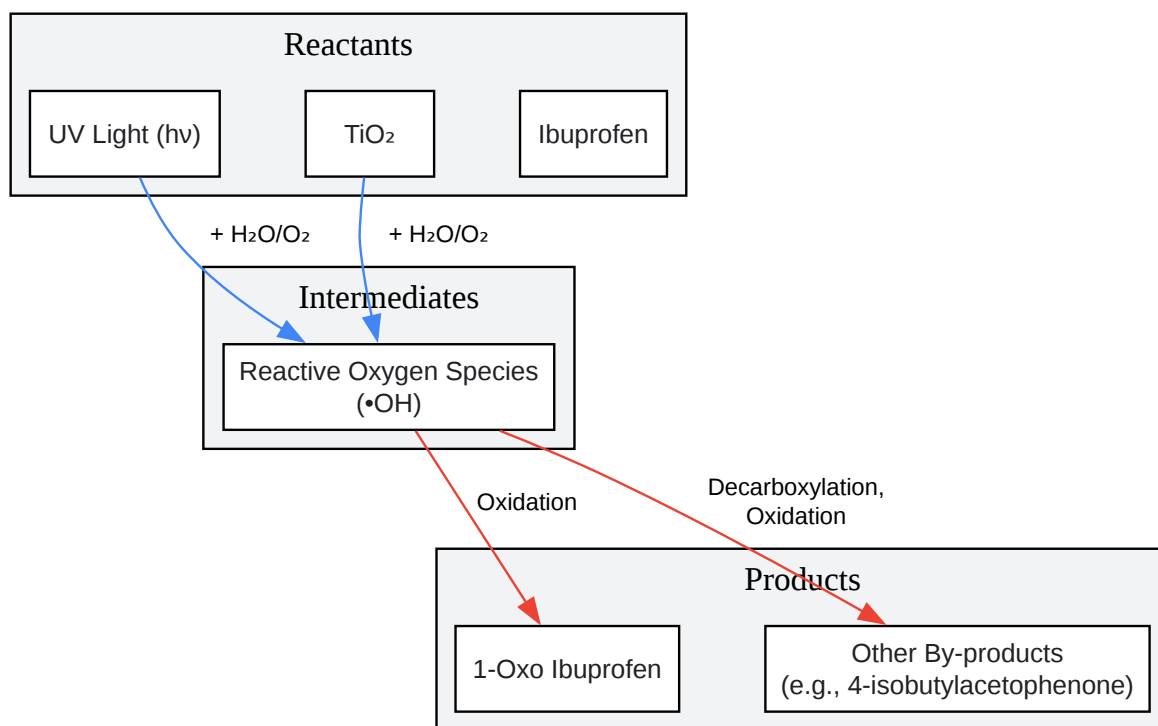 Reactants
UV Light (hν)
TiO₂
Ibuprofen
+ H₂O/O₂
+ H₂O/O₂
Intermediates
Reactive Oxygen Species
(•OH)
Oxidation
Decarboxylation,
Oxidation
Products
1-Oxo Ibuprofen
Other By-products
(e.g., 4-isobutylacetophenone)